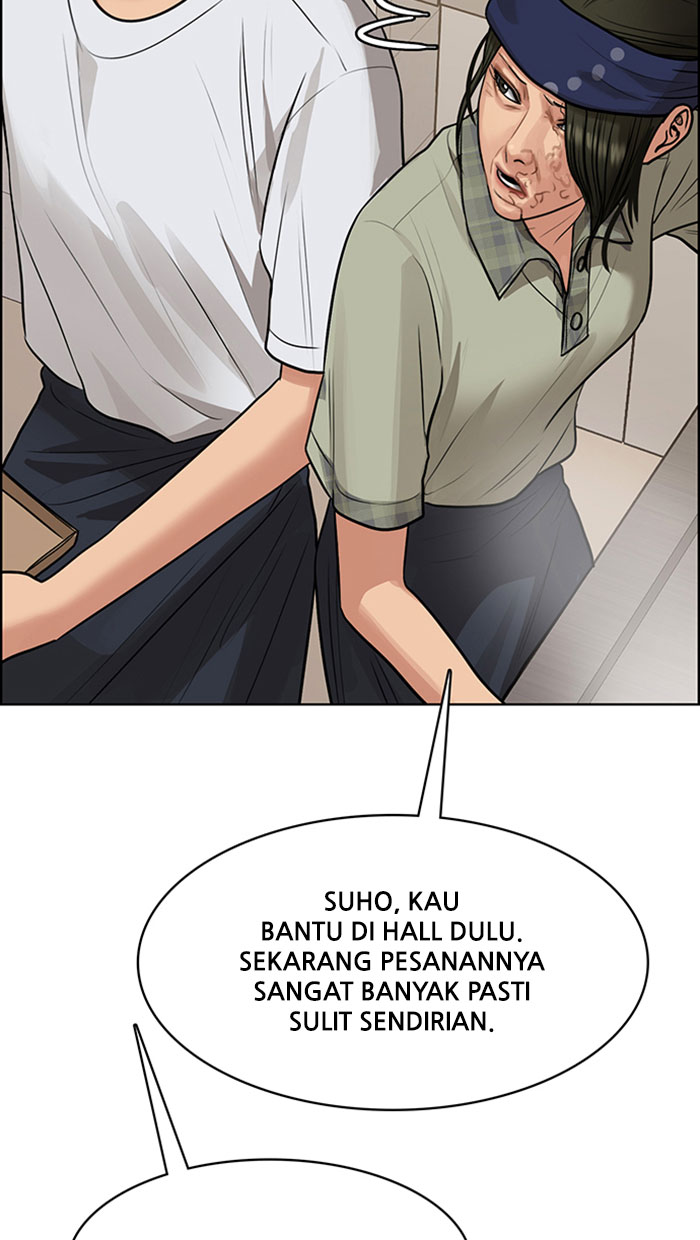 SUHO, KAU
BANTU DI HALL DULU.
SEKARANG PESANANNYA
SANGAT BANYAK PASTI
SULIT SENDIRIAN.